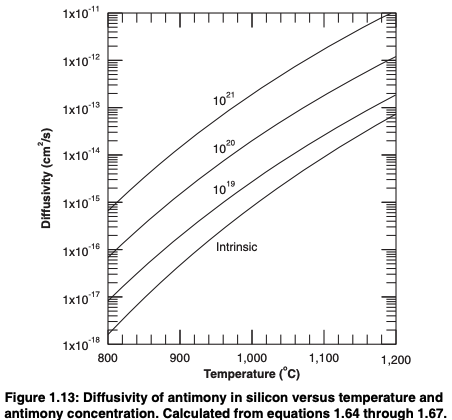 1x10⁻¹¹
1x10⁻¹²
1x10⁻¹³
1x10⁻¹⁴
1x10⁻¹⁵
1x10⁻¹⁶
1x10⁻¹⁷
1x10⁻¹⁸
Diffusivity (cm²/s)
10²¹
10²⁰
10¹⁹
Intrinsic
800 900 1,000 1,100 1,200
Temperature (°C)
Figure 1.13: Diffusivity of antimony in silicon versus temperature and
antimony concentration. Calculated from equations 1.64 through 1.67.